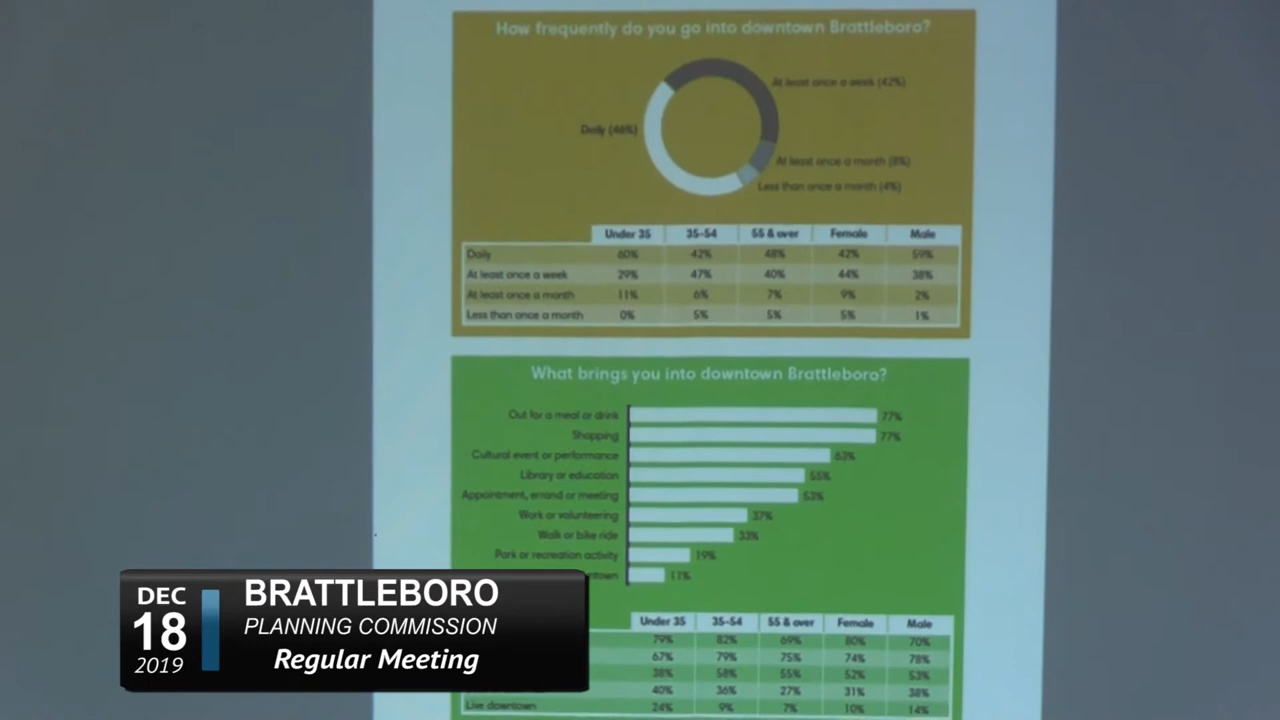 How frequently do you go into downtown Brattleboro?
At least once a week (42%)
Daily (46%)
At least once a month (8%)
Less than once a month (4%)
Under 35 35-54 55 & over Female Male
Daily 60% 42% 48% 42% 59%
At least once a week 29% 47% 40% 44% 38%
At least once a month 11% 6% 7% 9% 2%
Less than once a month 0% 5% 5% 5% 1%
What brings you into downtown Brattleboro?
Out for a meal or drink 77%
Shopping 77%
Cultural event or performance 63%
Library or education 55%
Appointment, errand or meeting 53%
Work or volunteering 37%
Walk or bike ride 33%
Park or recreation activity 19%
11%
Under 35 35-54 55 & over Female Male
79% 82% 69% 80% 70%
67% 79% 75% 74% 78%
38% 58% 55% 52% 53%
40% 36% 27% 31% 38%
Live downtown 24% 9% 7% 10% 14%
DEC
18
2019
BRATTLEBORO
PLANNING COMMISSION
Regular Meeting